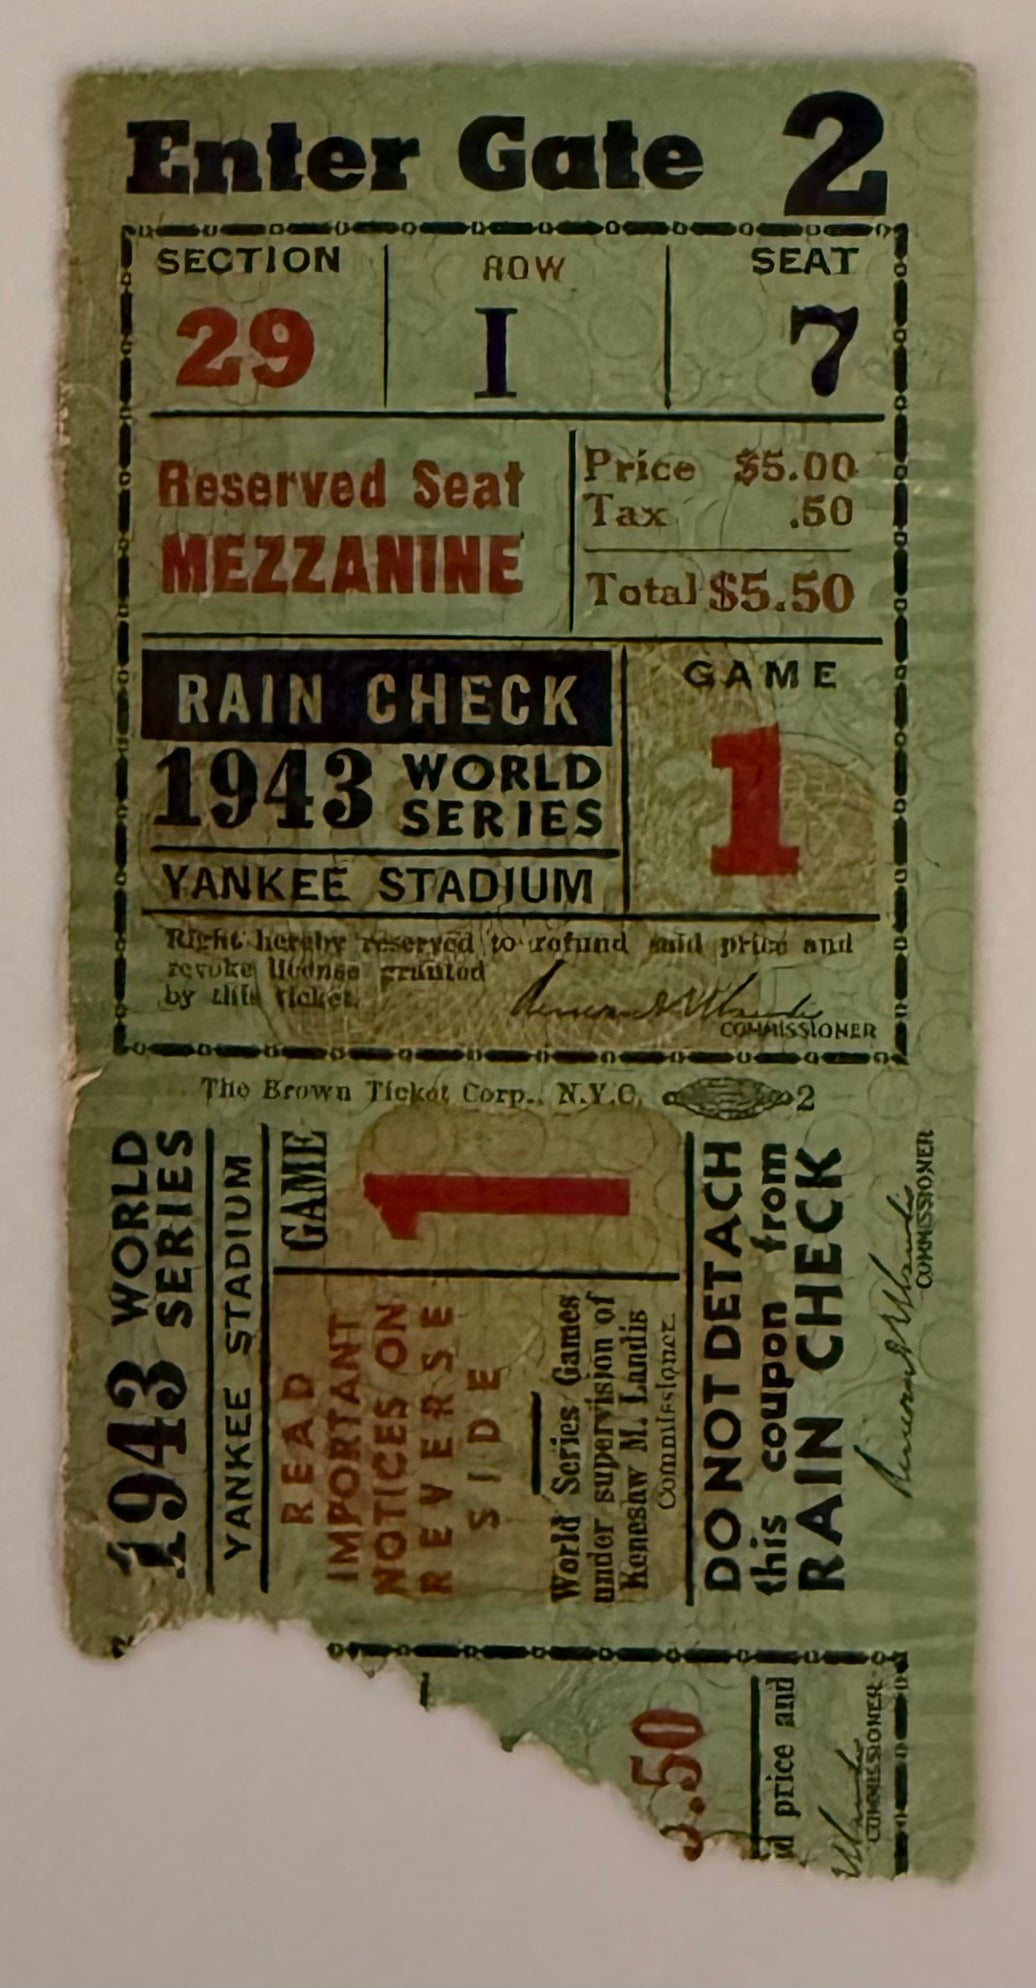 Enter Gate 2
SECTION ROW SEAT
29 I 7
Reserved Seat
MEZZANINE
Price $5.00
Tax .50
Total $5.50
RAIN CHECK
1943 WORLD SERIES
YANKEE STADIUM
GAME
1
Right hereby reserved to refund said price and
revoke license granted
by this ticket.
COMMISSIONER
The Brown Ticket Corp., N.Y.C. 2
1943 WORLD SERIES
YANKEE STADIUM
GAME
1
READ
IMPORTANT
NOTICES ON
REVERSE
SIDE
World Series Games
under supervision of
Kenesaw M. Landis
Commissioner
DO NOT DETACH
this coupon from
RAIN CHECK
COMMISSIONER
.50
price and
COMMISSIONER